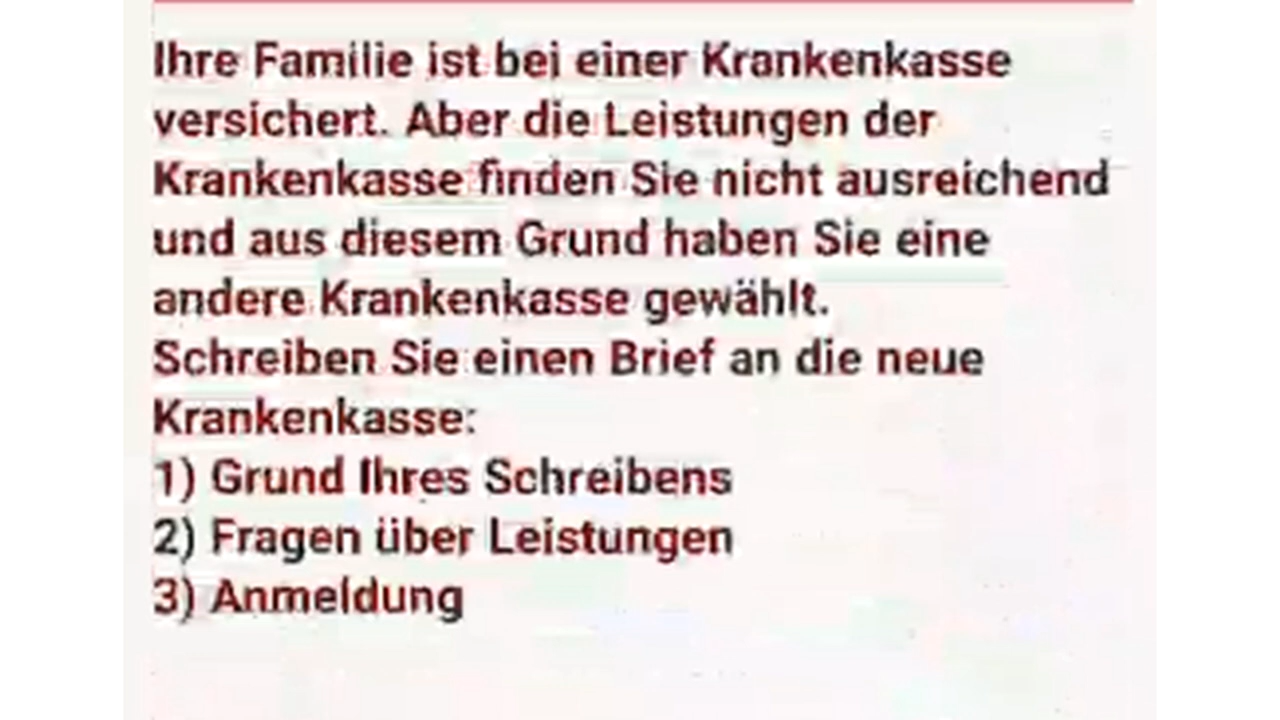 Ihre Familie ist bei einer Krankenkasse
versichert. Aber die Leistungen der
Krankenkasse finden Sie nicht ausreichend
und aus diesem Grund haben Sie eine
andere Krankenkasse gewählt.
Schreiben Sie einen Brief an die neue
Krankenkasse:
1) Grund Ihres Schreibens
2) Fragen über Leistungen
3) Anmeldung